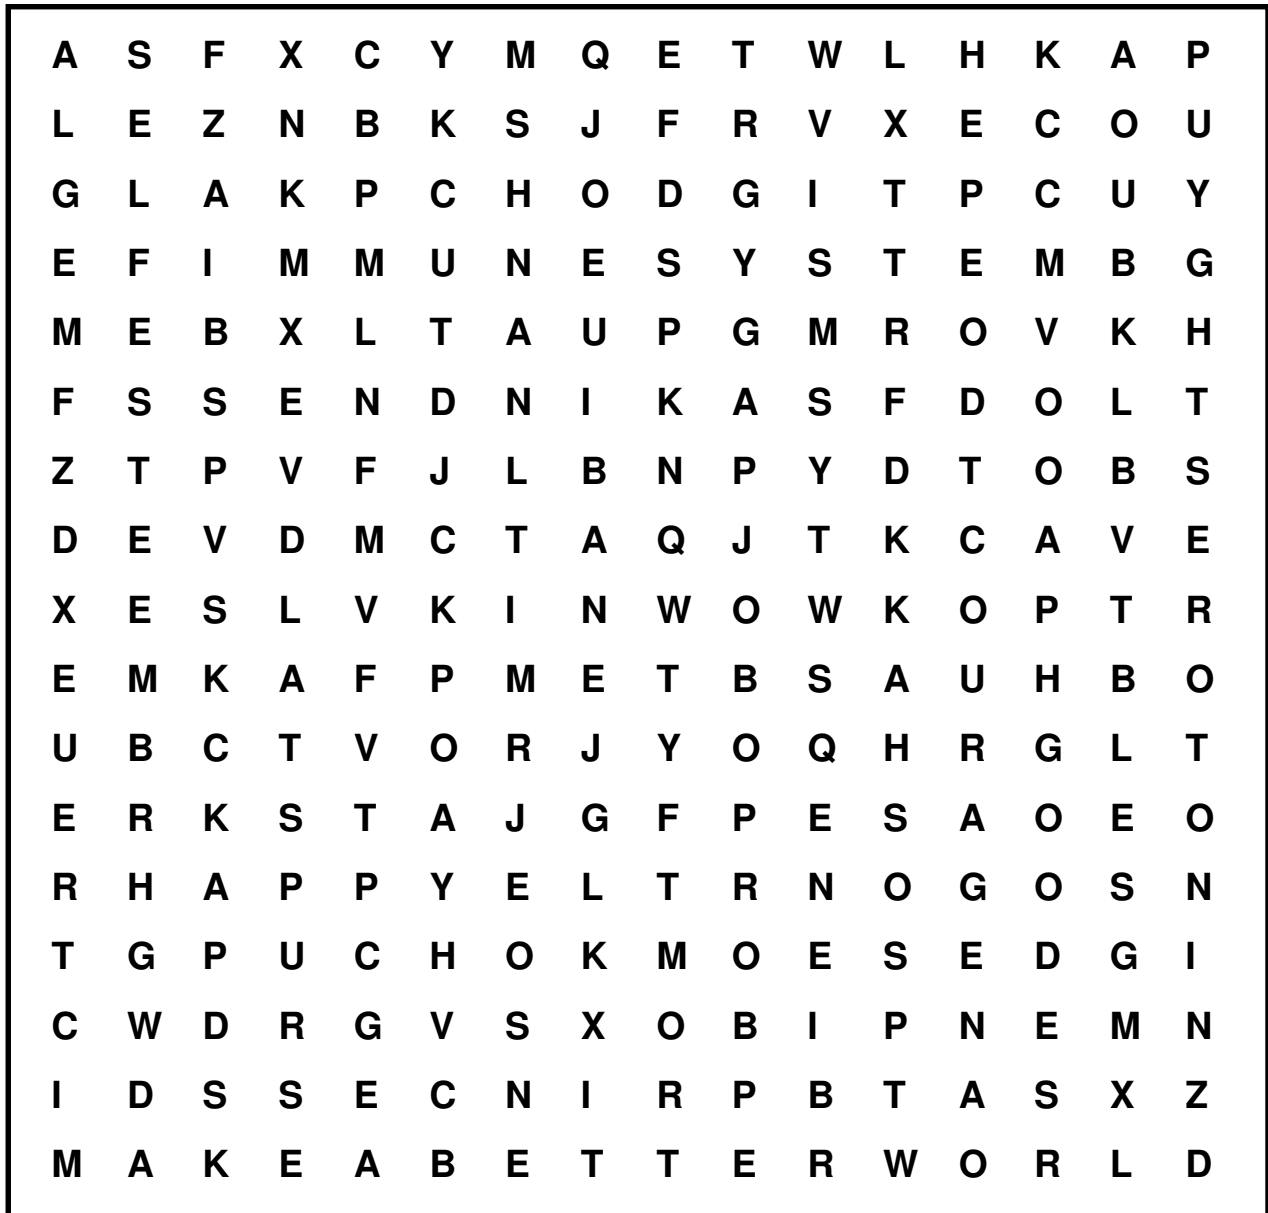 A S F X C Y M Q E T W L H K A P
L E Z N B K S J F R V X E C O U
G L A K P C H O D G I T P C U Y
E F I M M U N E S Y S T E M B G
M E B X L T A U P G M R O V K H
F S S E N D N I K A S F D O L T
Z T P V F J L B N P Y D T O B S
D E V D M C T A Q J T K C A V E
X E S L V K I N W O W K O P T R
E M K A F P M E T B S A U H B O
U B C T V O R J Y O Q H R G L T
E R K S T A J G F P E S A O E O
R H A P P Y E L T R N O G O S N
T G P U C H O K M O E S E D G I
C W D R G V S X O B I P N E M N
I D S S E C N I R P B T A S X Z
M A K E A B E T T E R W O R L D